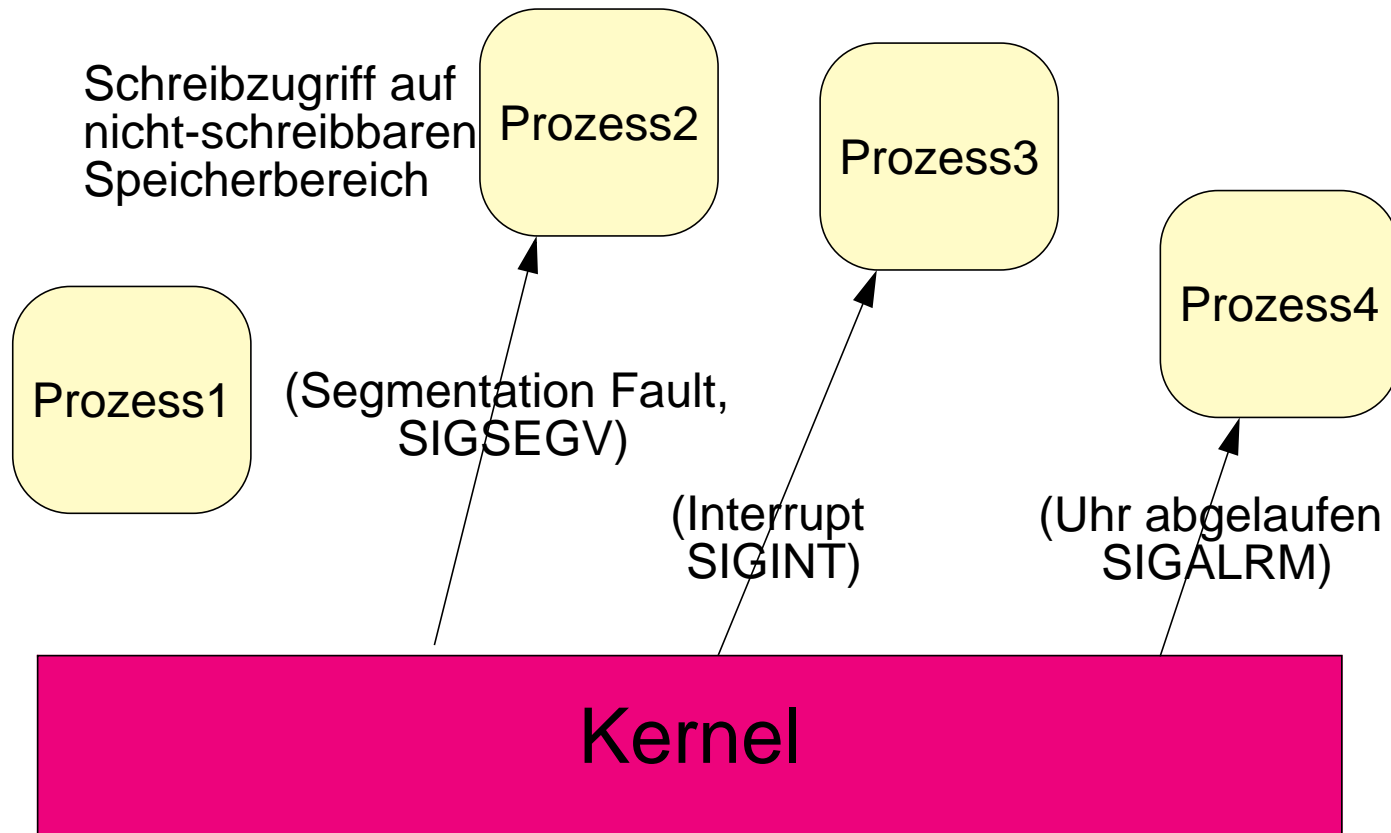 Schreibzugriff auf
nicht-schreibbaren
Speicherbereich
Prozess2
Prozess3
Prozess4
Prozess1
(Segmentation Fault,
SIGSEGV)
(Interrupt
SIGINT)
(Uhr abgelaufen
SIGALRM)
Kernel